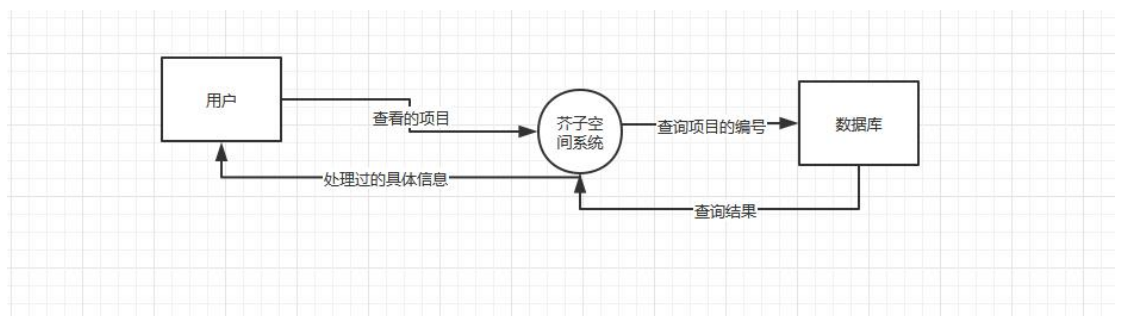 用户
查看的项目
芥子空
间系统
查询项目的编号
数据库
处理过的具体信息
查询结果